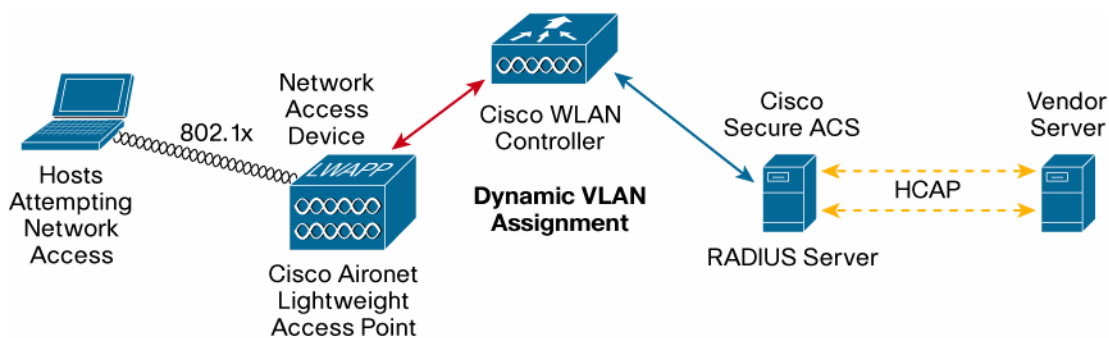 Hosts
Attempting
Network
Access
802.1x
Network
Access
Device
LWAPP
Cisco Aironet
Lightweight
Access Point
Cisco WLAN
Controller
Dynamic VLAN
Assignment
Cisco
Secure ACS
RADIUS Server
HCAP
Vendor
Server